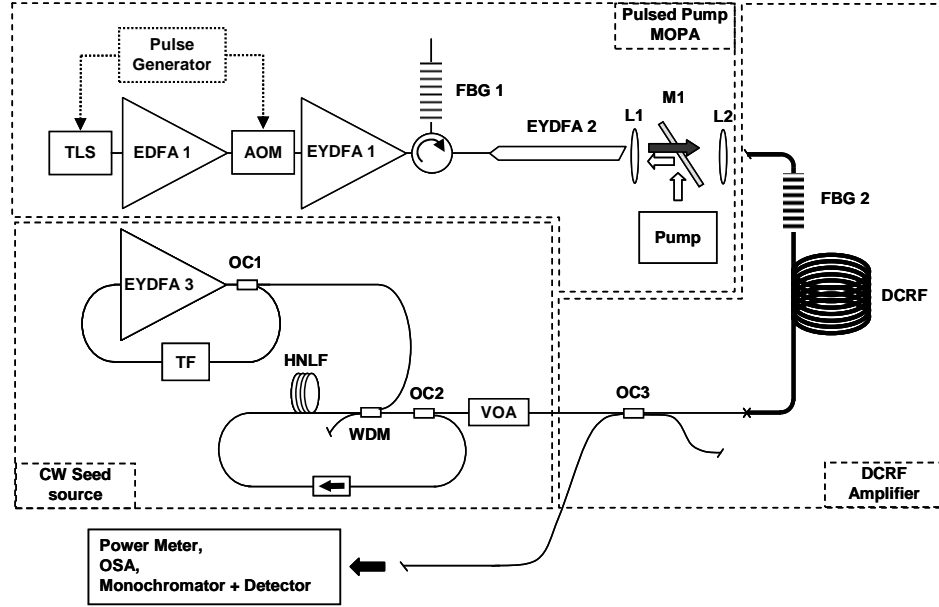 Pulsed Pump
MOPA
Pulse
Generator
FBG 1
M1
L1
L2
EYDFA 2
TLS
EDFA 1
AOM
EYDFA 1
FBG 2
Pump
OC1
EYDFA 3
DCRF
TF
HNLF
OC2
OC3
VOA
WDM
CW Seed
source
DCRF
Amplifier
Power Meter,
OSA,
Monochromator + Detector